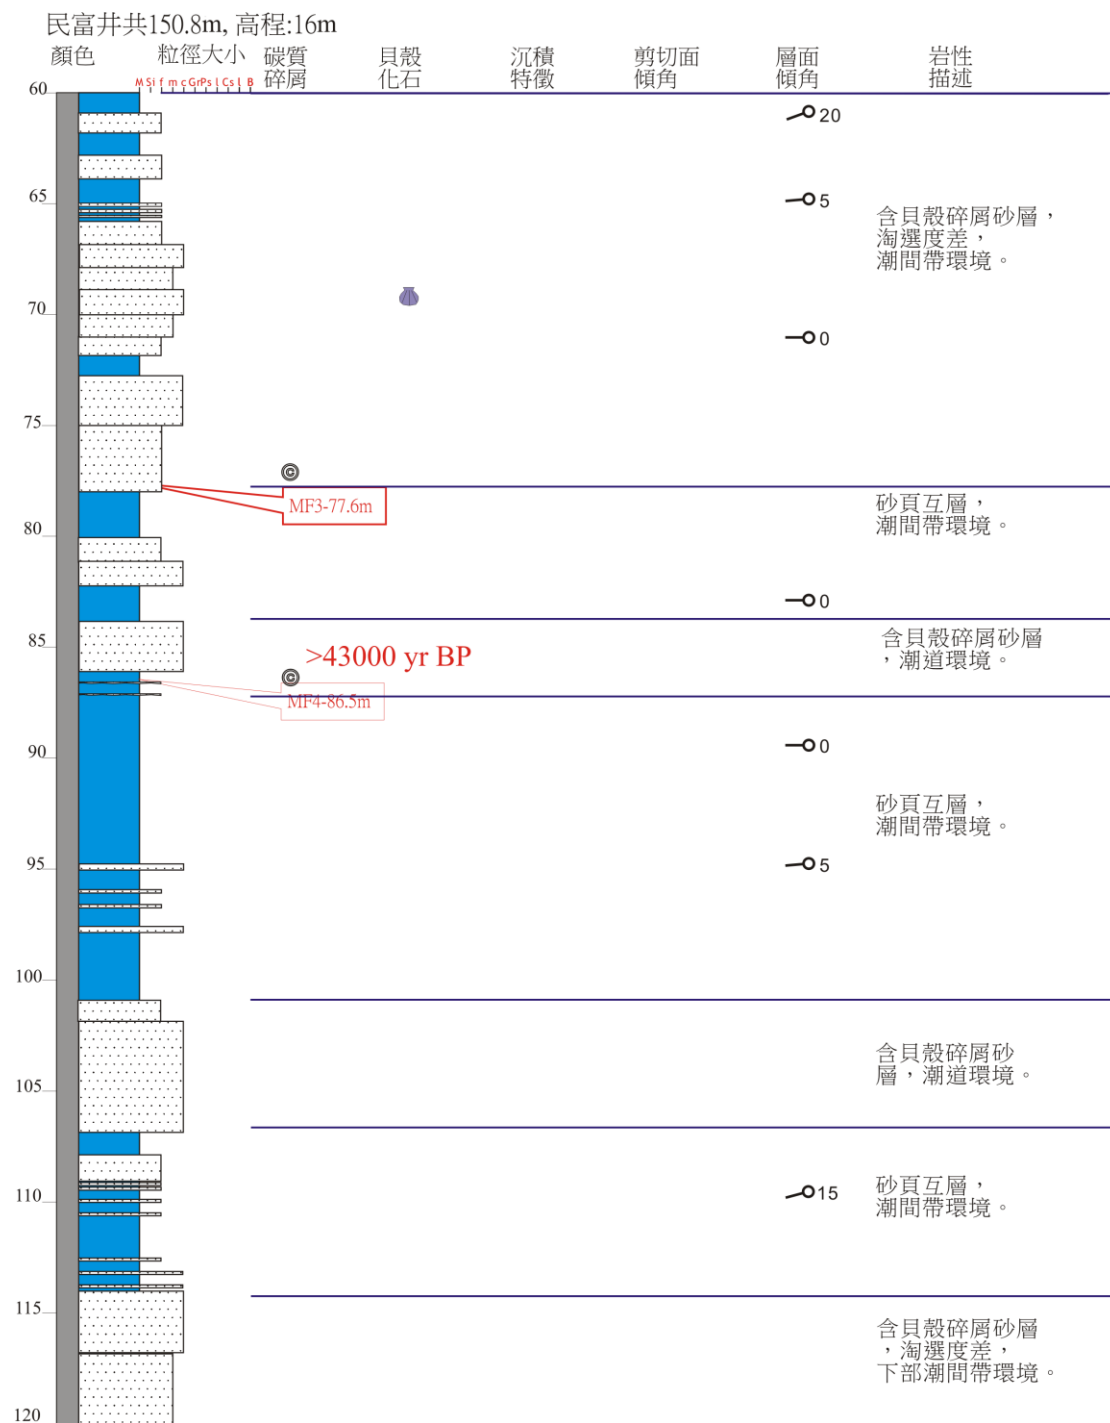 民富井共150.8m, 高程:16m
顏色 粒徑大小 碳質 貝殼 沉積 剪切面 層面 岩性
碎屑 化石 特徵 傾角 傾角 描述
M Si f m c Gr P s l C s l B
60
20
65
5
含貝殼碎屑砂層，
淘選度差，
潮間帶環境。
70
0
75
©
MF3-77.6m
砂頁互層，
潮間帶環境。
80
0
85
含貝殼碎屑砂層
，潮道環境。
>43000 yr BP
©
MF4-86.5m
90
0
砂頁互層，
潮間帶環境。
95
5
100
含貝殼碎屑砂
層，潮道環境。
105
110
15
砂頁互層，
潮間帶環境。
115
含貝殼碎屑砂層
，淘選度差，
下部潮間帶環境。
120